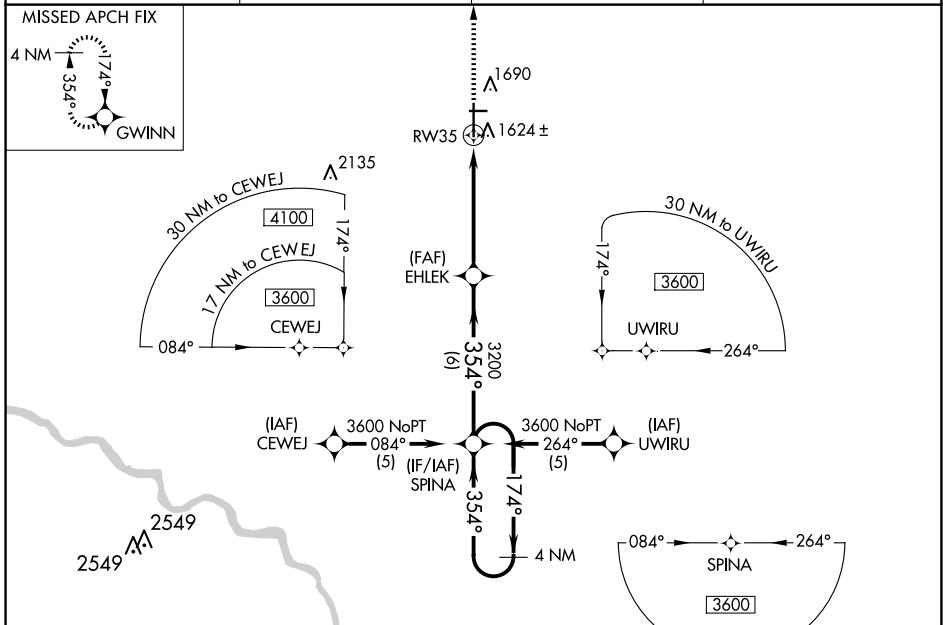 MISSED APCH FIX
4 NM
354°
174°
GWINN
1690
RW35
1624 ±
2135
30 NM to CEWEJ
4100
174°
17 NM to CEWEJ
3600
CEWEJ
084°
(FAF)
EHLEK
30 NM to UWIRU
174°
3600
UWIRU
264°
3200
354°
(6)
(IAF)
CEWEJ
3600 NoPT
084°
(5)
(IF/IAF)
SPINA
3600 NoPT
264°
(5)
(IAF)
UWIRU
354°
174°
4 NM
2549
2549
084°
264°
SPINA
3600